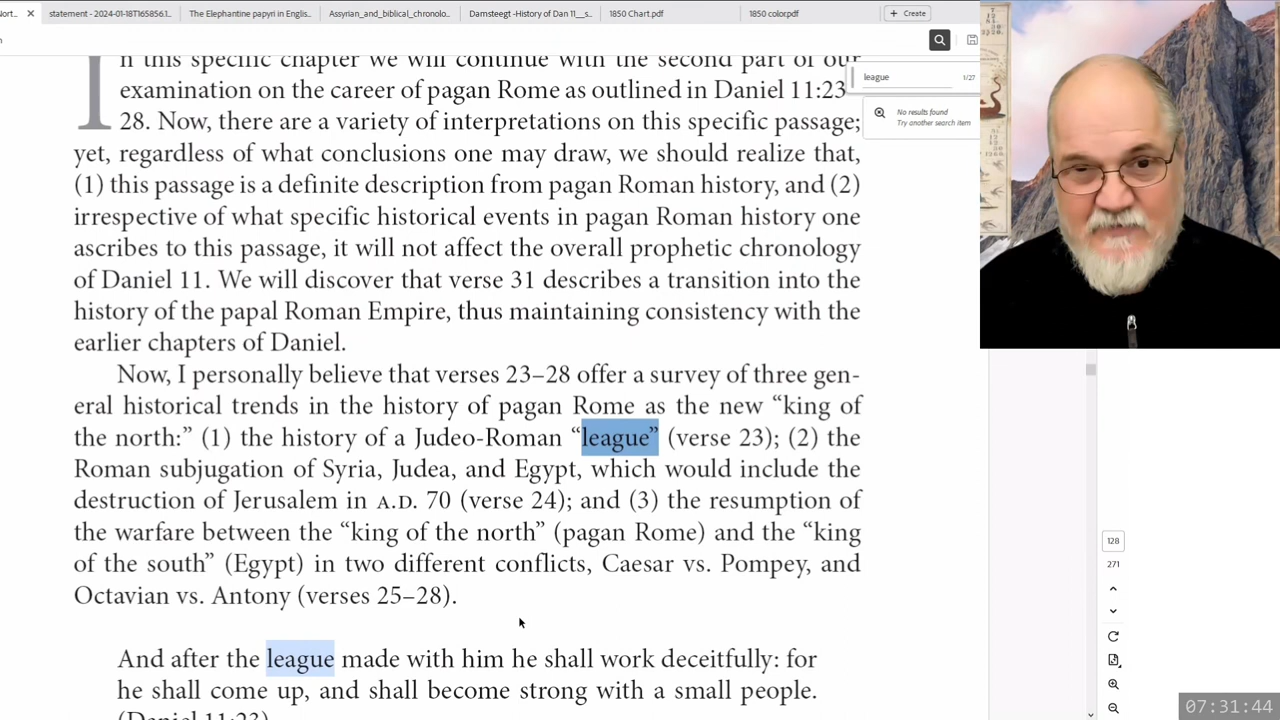 Nort...
statement - 2024-01-18T165856.1...
The Elephantine papyri in Englis...
Assyrian_and_biblical_chronolo...
Damsteegt -History of Dan 11__s...
1850 Chart.pdf
1850 color.pdf
+ Create
league
1/27
No results found
Try another search item
n this specific chapter we will continue with the second part of our
examination on the career of pagan Rome as outlined in Daniel 11:23–
28. Now, there are a variety of interpretations on this specific passage;
yet, regardless of what conclusions one may draw, we should realize that,
(1) this passage is a definite description from pagan Roman history, and (2)
irrespective of what specific historical events in pagan Roman history one
ascribes to this passage, it will not affect the overall prophetic chronology
of Daniel 11. We will discover that verse 31 describes a transition into the
history of the papal Roman Empire, thus maintaining consistency with the
earlier chapters of Daniel.
Now, I personally believe that verses 23–28 offer a survey of three gen-
eral historical trends in the history of pagan Rome as the new “king of
the north:” (1) the history of a Judeo-Roman “league” (verse 23); (2) the
Roman subjugation of Syria, Judea, and Egypt, which would include the
destruction of Jerusalem in A.D. 70 (verse 24); and (3) the resumption of
the warfare between the “king of the north” (pagan Rome) and the “king
of the south” (Egypt) in two different conflicts, Caesar vs. Pompey, and
Octavian vs. Antony (verses 25–28).
And after the league made with him he shall work deceitfully: for
he shall come up, and shall become strong with a small people.
(Daniel 11:23)
128
271
07:31:44